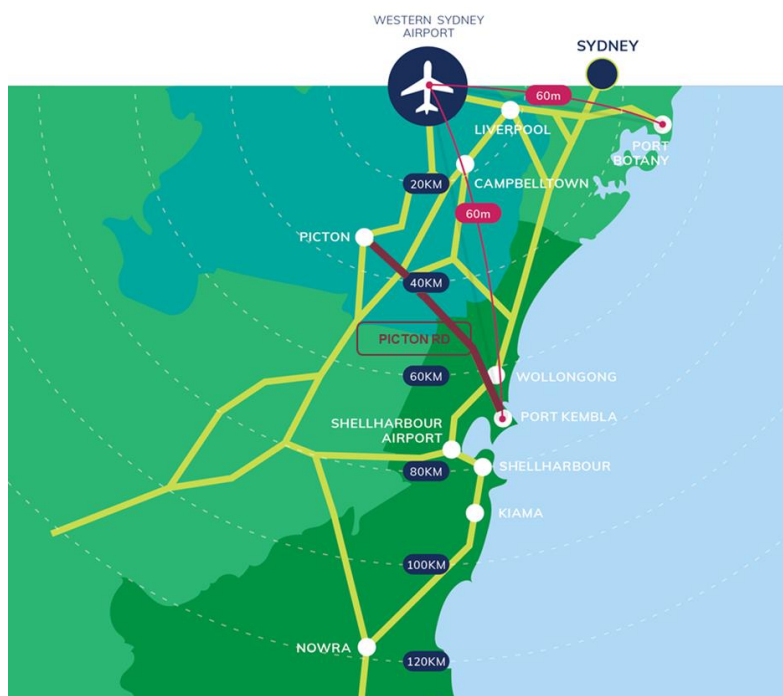 WESTERN SYDNEY
AIRPORT
SYDNEY
60m
LIVERPOOL
PORT
BOTANY
20KM
CAMPBELLTOWN
60m
PICTON
40KM
PICTON RD
60KM
WOLLONGONG
PORT KEMBLA
SHELLHARBOUR
AIRPORT
80KM
SHELLHARBOUR
KIAMA
100KM
NOWRA
120KM